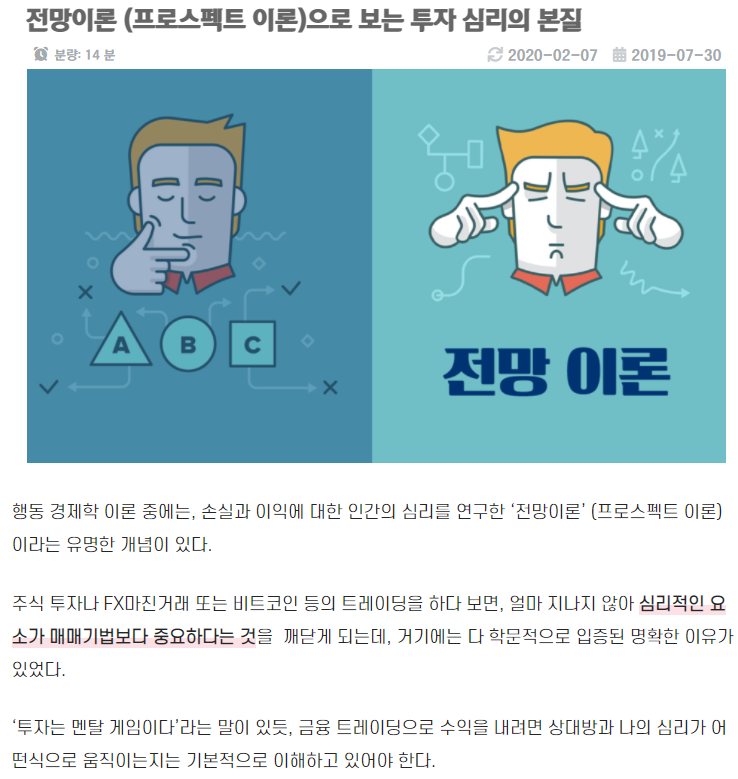 전망이론 (프로스펙트 이론)으로 보는 투자 심리의 본질
분량: 14 분
2020-02-07 2019-07-30
A B C
전망 이론
행동 경제학 이론 중에는, 손실과 이익에 대한 인간의 심리를 연구한 ‘전망이론’ (프로스펙트 이론)
이라는 유명한 개념이 있다.
주식 투자나 FX마진거래 또는 비트코인 등의 트레이딩을 하다 보면, 얼마 지나지 않아 심리적인 요
소가 매매기법보다 중요하다는 것을 깨닫게 되는데, 거기에는 다 학문적으로 입증된 명확한 이유가
있었다.
‘투자는 멘탈 게임이다’라는 말이 있듯, 금융 트레이딩으로 수익을 내려면 상대방과 나의 심리가 어
떤식으로 움직이는지는 기본적으로 이해하고 있어야 한다.